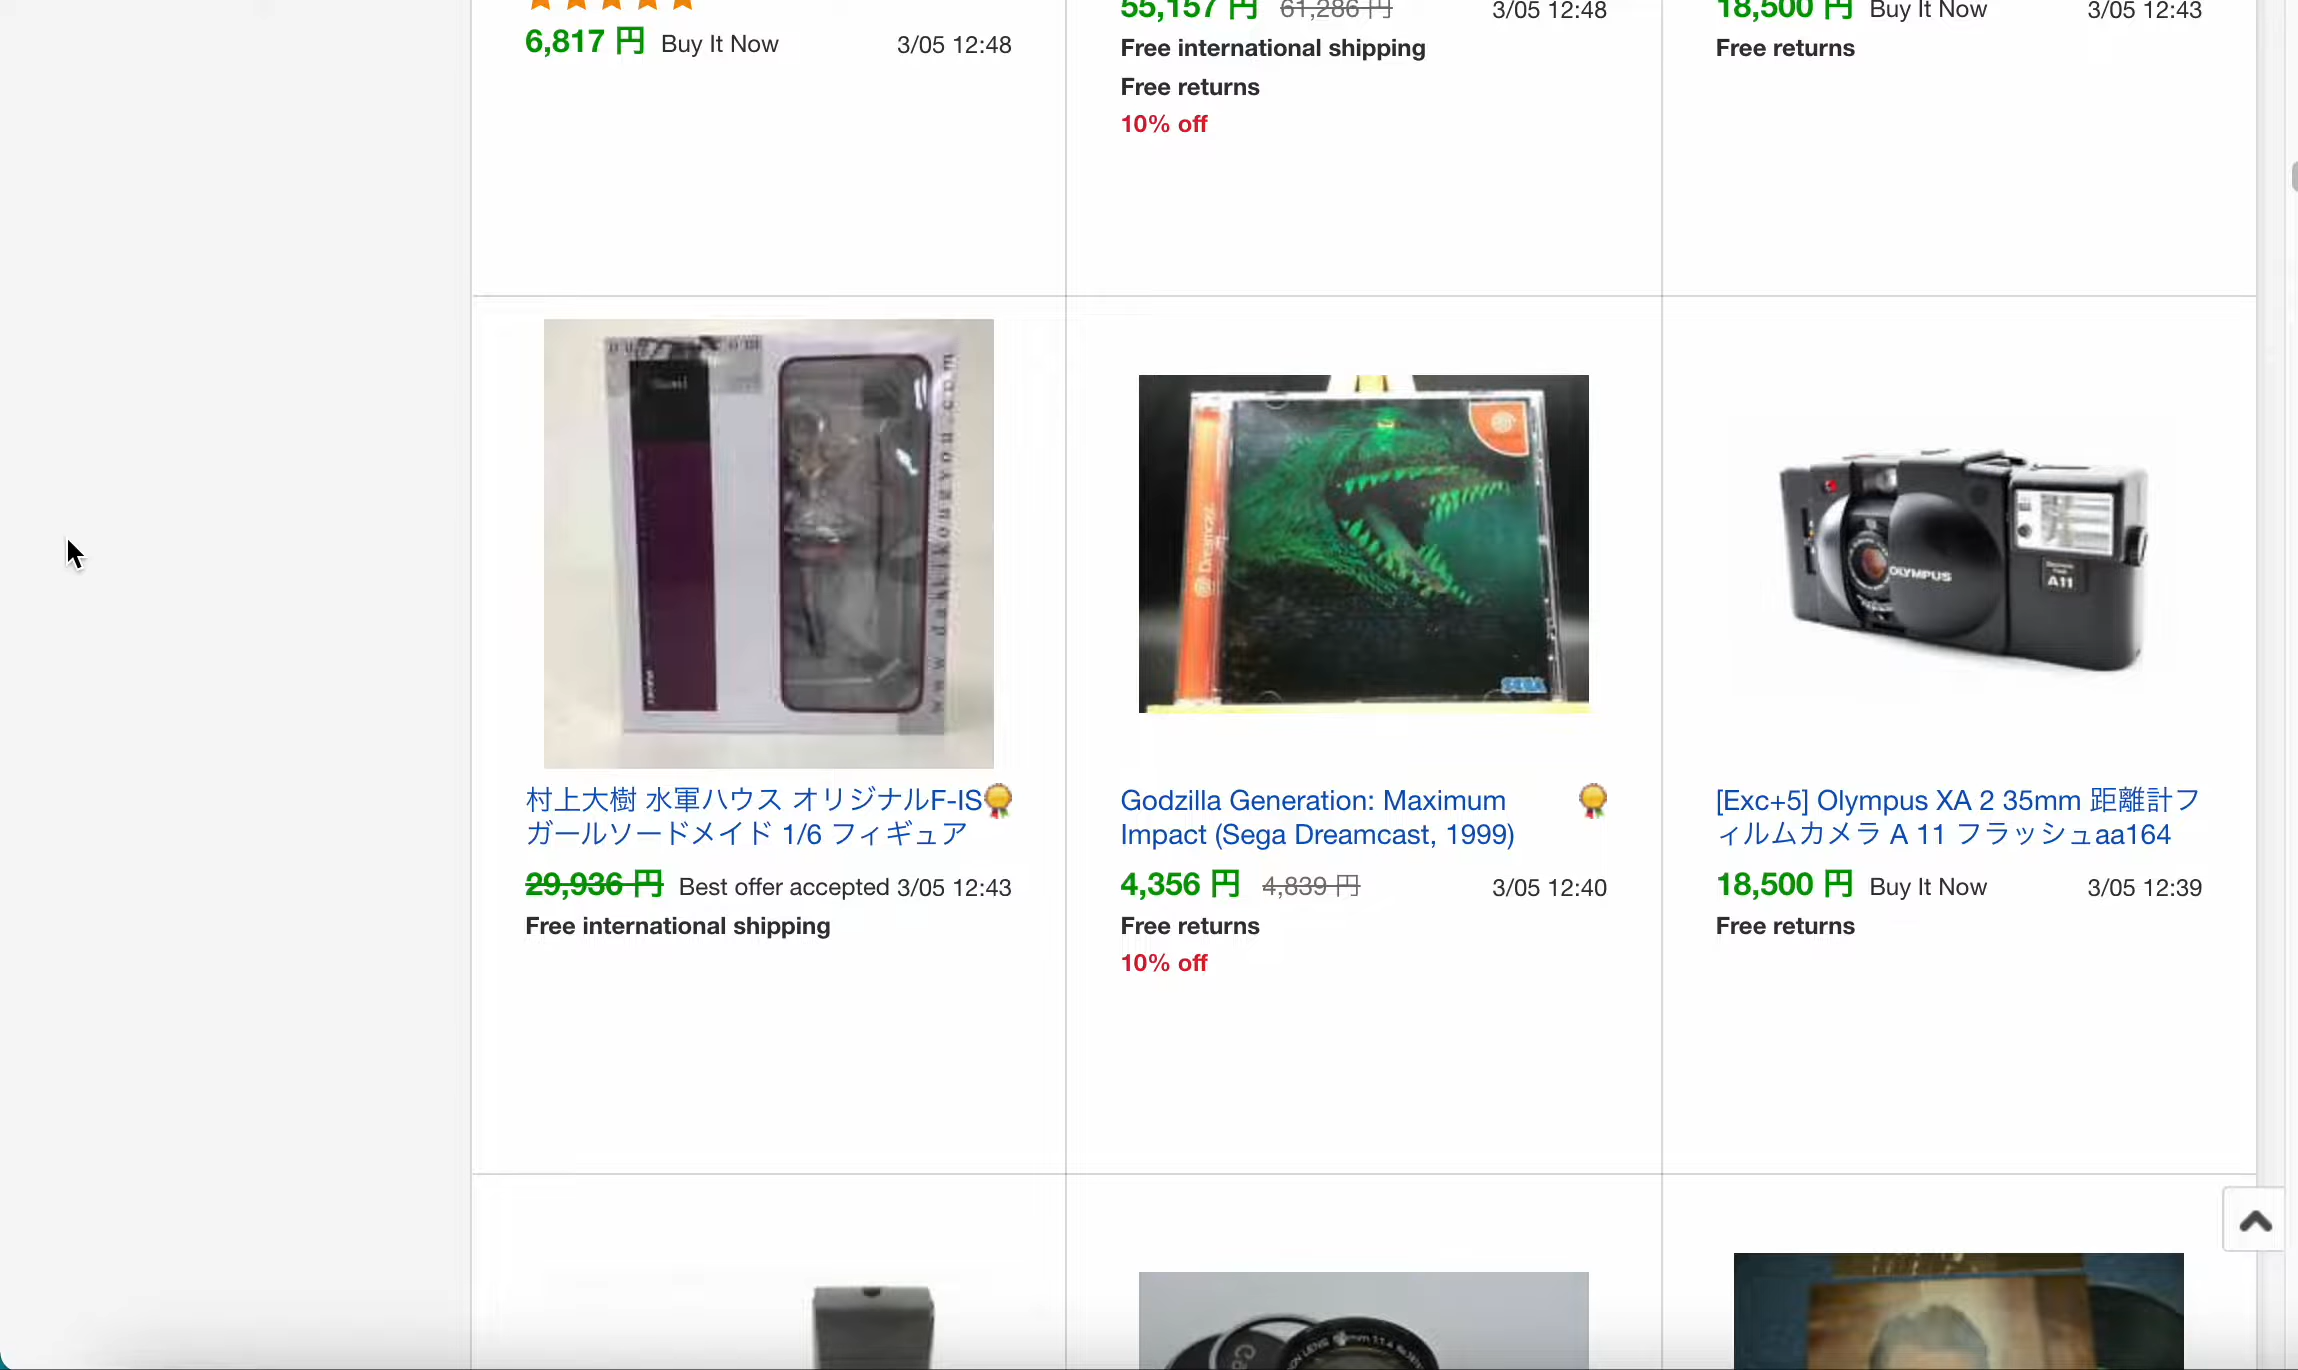 6,817 円 Buy It Now 3/05 12:48
55,157 円 61,286 円 3/05 12:48
Free international shipping
Free returns
10% off
18,500 円 Buy It Now 3/05 12:43
Free returns
www.dakkikoukyou.com
Dreamcast
SEGA
OLYMPUS
A11
村上大樹 水軍ハウス オリジナルF-IS
ガールソードメイド 1/6 フィギュア
29,936 円 Best offer accepted 3/05 12:43
Free international shipping
Godzilla Generation: Maximum
Impact (Sega Dreamcast, 1999)
4,356 円 4,839 円 3/05 12:40
Free returns
10% off
[Exc+5] Olympus XA 2 35mm 距離計フ
ィルムカメラ A 11 フラッシュaa164
18,500 円 Buy It Now 3/05 12:39
Free returns